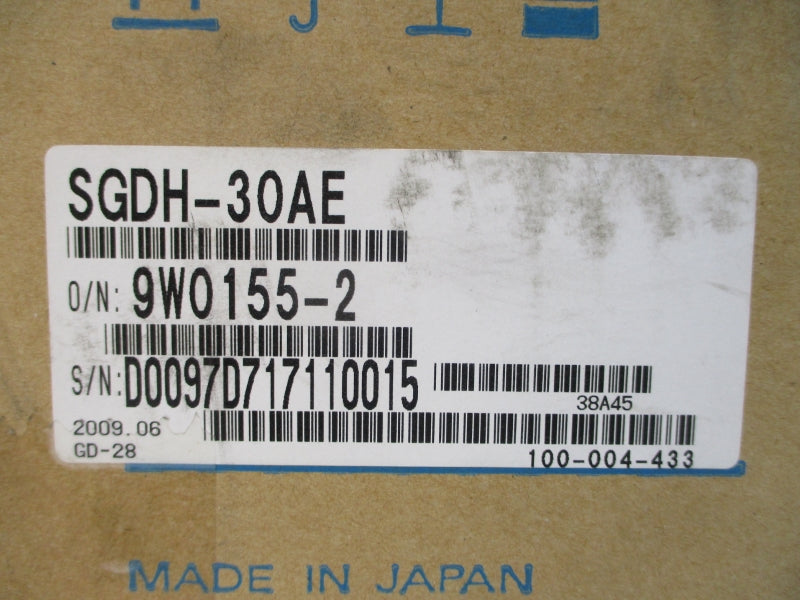 SGDH-30AE
O/N: 9W0155-2
S/N: D0097D717110015
38A45
2009.06
GD-28
100-004-433
MADE IN JAPAN